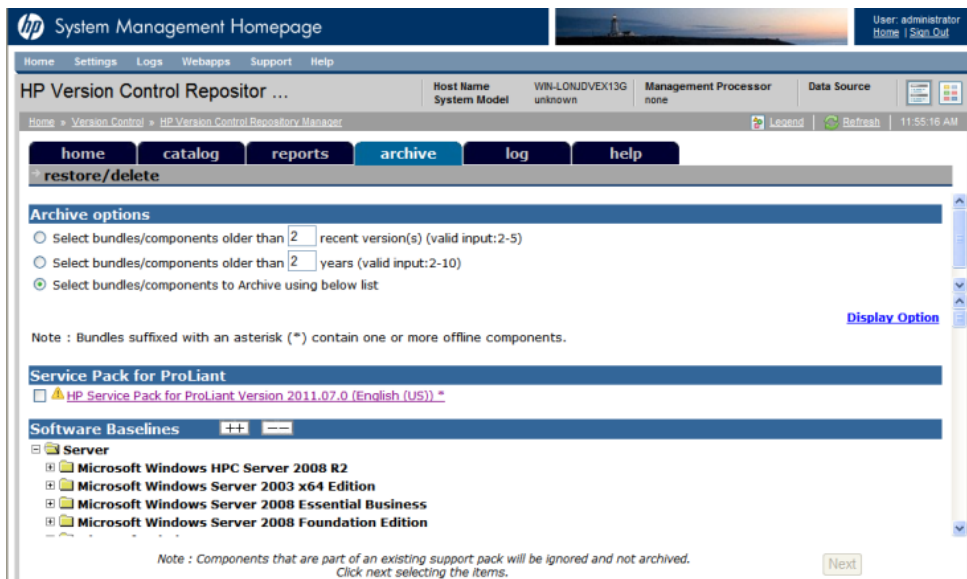 hp System Management Homepage
User: administrator
Home | Sign Out
Home Settings Logs Webapps Support Help
HP Version Control Repositor ...
Host Name WIN-LONJDVEX13G Management Processor Data Source
System Model unknown none
Home » Version Control » HP Version Control Repository Manager
Legend | Refresh | 11:55:16 AM
home catalog reports archive log help
restore/delete
Archive options
Select bundles/components older than 2 recent version(s) (valid input:2-5)
Select bundles/components older than 2 years (valid input:2-10)
Select bundles/components to Archive using below list
Display Option
Note : Bundles suffixed with an asterisk (*) contain one or more offline components.
Service Pack for ProLiant
HP Service Pack for ProLiant Version 2011.07.0 (English (US)) *
Software Baselines ++ --
Server
Microsoft Windows HPC Server 2008 R2
Microsoft Windows Server 2003 x64 Edition
Microsoft Windows Server 2008 Essential Business
Microsoft Windows Server 2008 Foundation Edition
Note : Components that are part of an existing support pack will be ignored and not archived.
Click next selecting the items.
Next